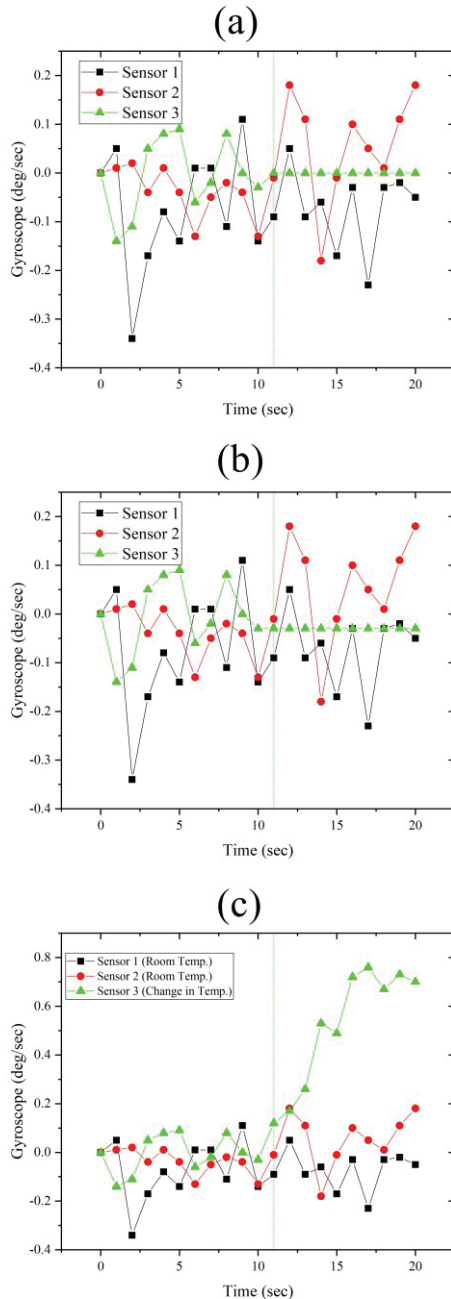 (a)
Sensor 1
Sensor 2
Sensor 3
Gyroscope (deg/sec)
0.2
0.1
0.0
-0.1
-0.2
-0.3
-0.4
0 5 10 15 20
Time (sec)
(b)
Sensor 1
Sensor 2
Sensor 3
Gyroscope (deg/sec)
0.2
0.1
0.0
-0.1
-0.2
-0.3
-0.4
0 5 10 15 20
Time (sec)
(c)
Sensor 1 (Room Temp.)
Sensor 2 (Room Temp.)
Sensor 3 (Change in Temp.)
Gyroscope (deg/sec)
0.8
0.6
0.4
0.2
0.0
-0.2
-0.4
0 5 10 15 20
Time (sec)